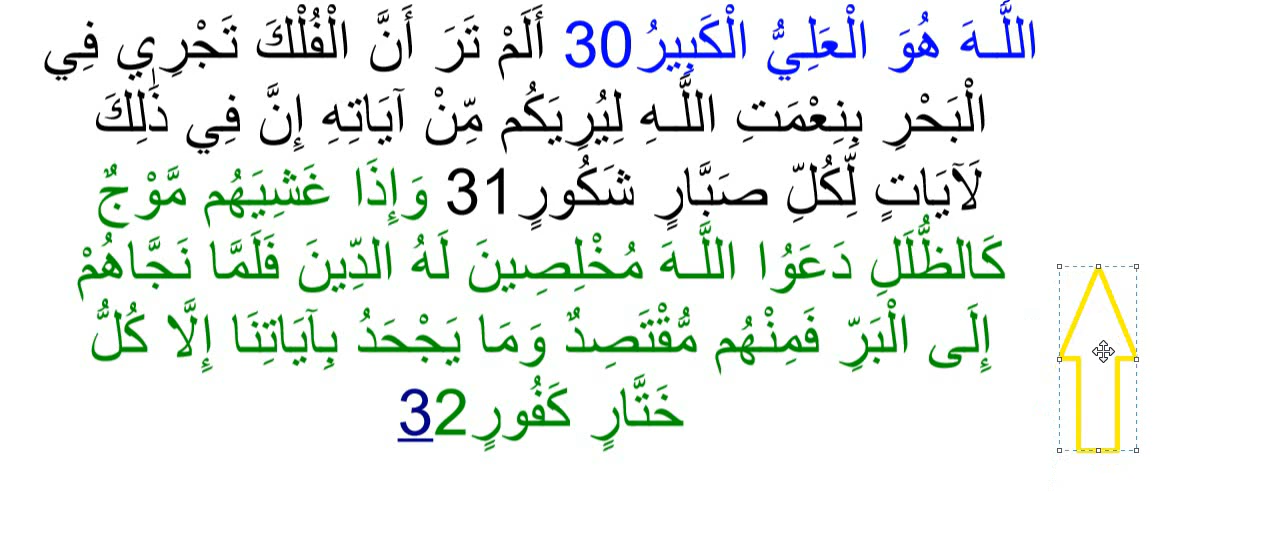 اللَّـهَ هُوَ الْعَلِيُّ الْكَبِيرُ30 أَلَمْ تَرَ أَنَّ الْفُلْكَ تَجْرِي فِي
الْبَحْرِ بِنِعْمَتِ اللَّـهِ لِيُرِيَكُم مِّنْ آيَاتِهِ إِنَّ فِي ذَٰلِكَ
لَآيَاتٍ لِّكُلِّ صَبَّارٍ شَكُورٍ31 وَإِذَا غَشِيَهُم مَّوْجٌ
كَالظُّلَلِ دَعَوُا اللَّـهَ مُخْلِصِينَ لَهُ الدِّينَ فَلَمَّا نَجَّاهُمْ
إِلَى الْبَرِّ فَمِنْهُم مُّقْتَصِدٌ وَمَا يَجْحَدُ بِآيَاتِنَا إِلَّا كُلُّ
خَتَّارٍ كَفُورٍ32